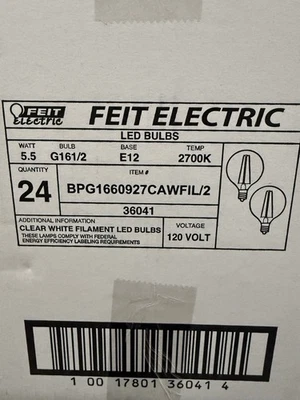 FEIT
Electric
FEIT ELECTRIC
LED BULBS
WATT BULB BASE TEMP
5.5 G161/2 E12 2700K
QUANTITY ITEM #
24 BPG1660927CAWFIL/2
36041
ADDITIONAL INFORMATION
CLEAR WHITE FILAMENT LED BULBS
THESE LAMPS COMPLY WITH FEDERAL
ENERGY EFFICIENCY LABELING REQUIREMENTS
VOLTAGE
120 VOLT
1 00 17801 36041 4